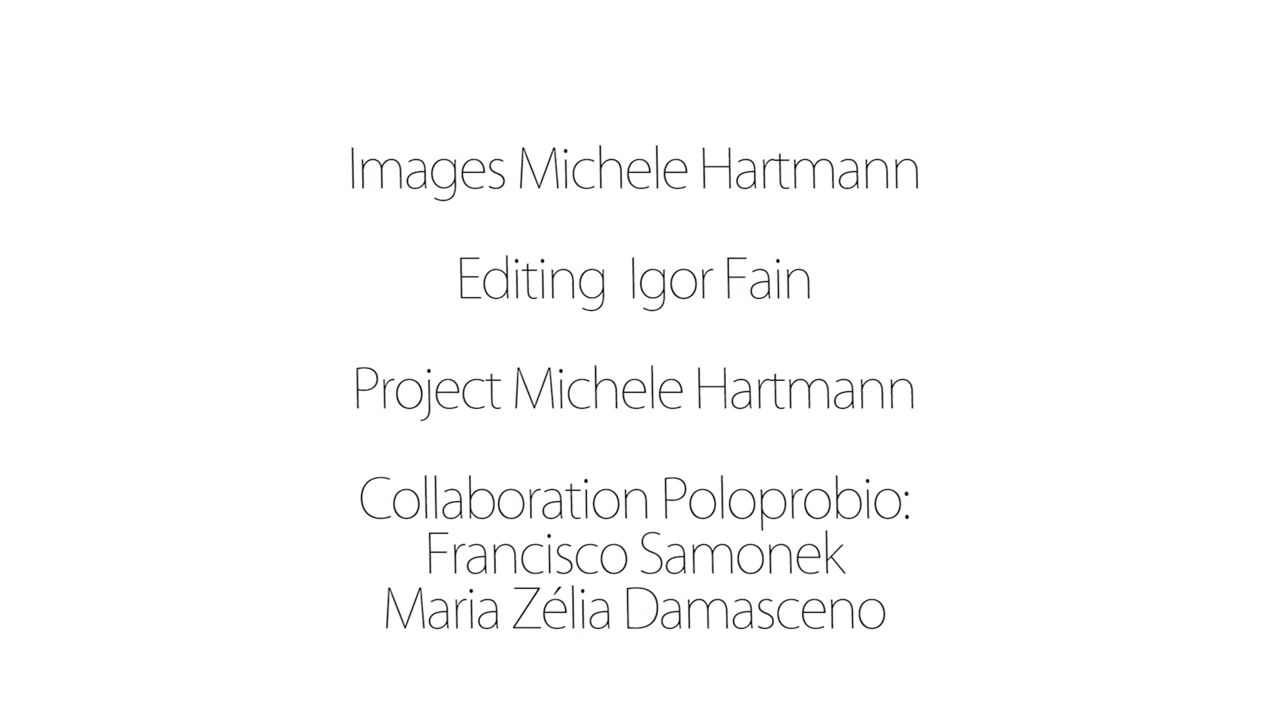 Images Michele Hartmann
Editing Igor Fain
Project Michele Hartmann
Collaboration Poloprobio:
Francisco Samonek
Maria Zélia Damasceno